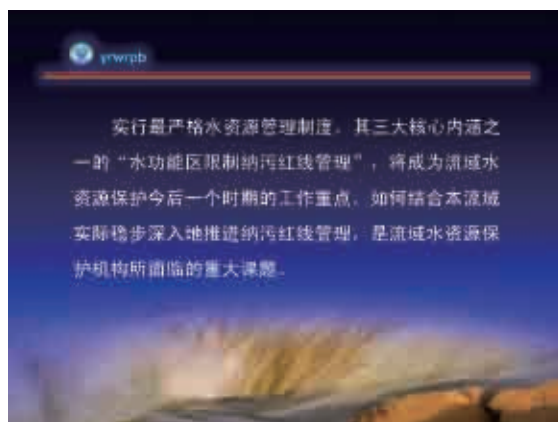 yrwrpb
实行最严格水资源管理制度，其三大核心内涵之
一的“水功能区限制纳污红线管理”，将成为流域水
资源保护今后一个时期的工作重点，如何结合本流域
实际稳步深入地推进纳污红线管理，是流域水资源保
护机构所面临的重大课题。